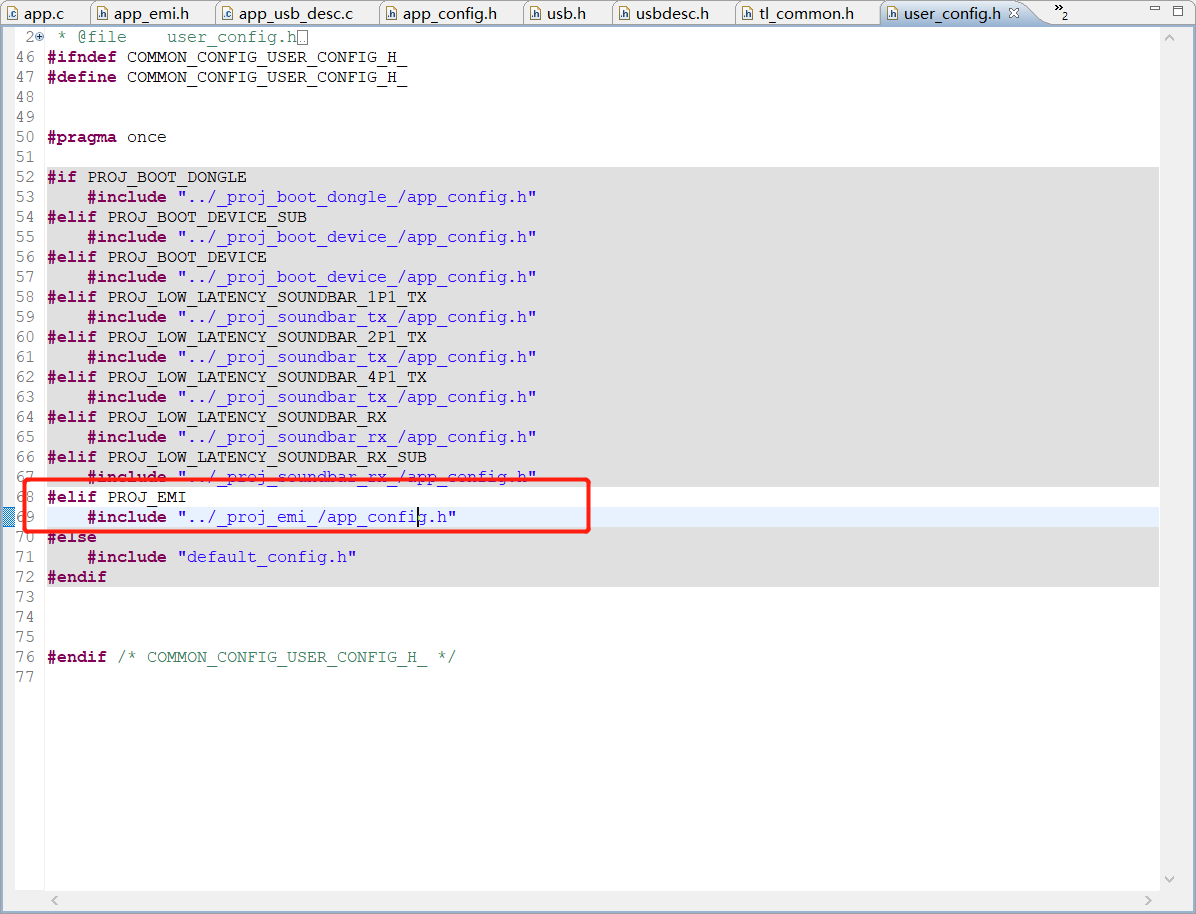 app.c app_emi.h app_usb_desc.c app_config.h usb.h usbdesc.h tl_common.h user_config.h »2
2 * @file user_config.h
46 #ifndef COMMON_CONFIG_USER_CONFIG_H_
47 #define COMMON_CONFIG_USER_CONFIG_H_
48
49
50 #pragma once
51
52 #if PROJ_BOOT_DONGLE
53 #include "../_proj_boot_dongle_/app_config.h"
54 #elif PROJ_BOOT_DEVICE_SUB
55 #include "../_proj_boot_device_/app_config.h"
56 #elif PROJ_BOOT_DEVICE
57 #include "../_proj_boot_device_/app_config.h"
58 #elif PROJ_LOW_LATENCY_SOUNDBAR_1P1_TX
59 #include "../_proj_soundbar_tx_/app_config.h"
60 #elif PROJ_LOW_LATENCY_SOUNDBAR_2P1_TX
61 #include "../_proj_soundbar_tx_/app_config.h"
62 #elif PROJ_LOW_LATENCY_SOUNDBAR_4P1_TX
63 #include "../_proj_soundbar_tx_/app_config.h"
64 #elif PROJ_LOW_LATENCY_SOUNDBAR_RX
65 #include "../_proj_soundbar_rx_/app_config.h"
66 #elif PROJ_LOW_LATENCY_SOUNDBAR_RX_SUB
67 #include "../_proj_soundbar_rx_/app_config.h"
68 #elif PROJ_EMI
69 #include "../_proj_emi_/app_config.h"
70 #else
71 #include "default_config.h"
72 #endif
73
74
75
76 #endif /* COMMON_CONFIG_USER_CONFIG_H_ */
77